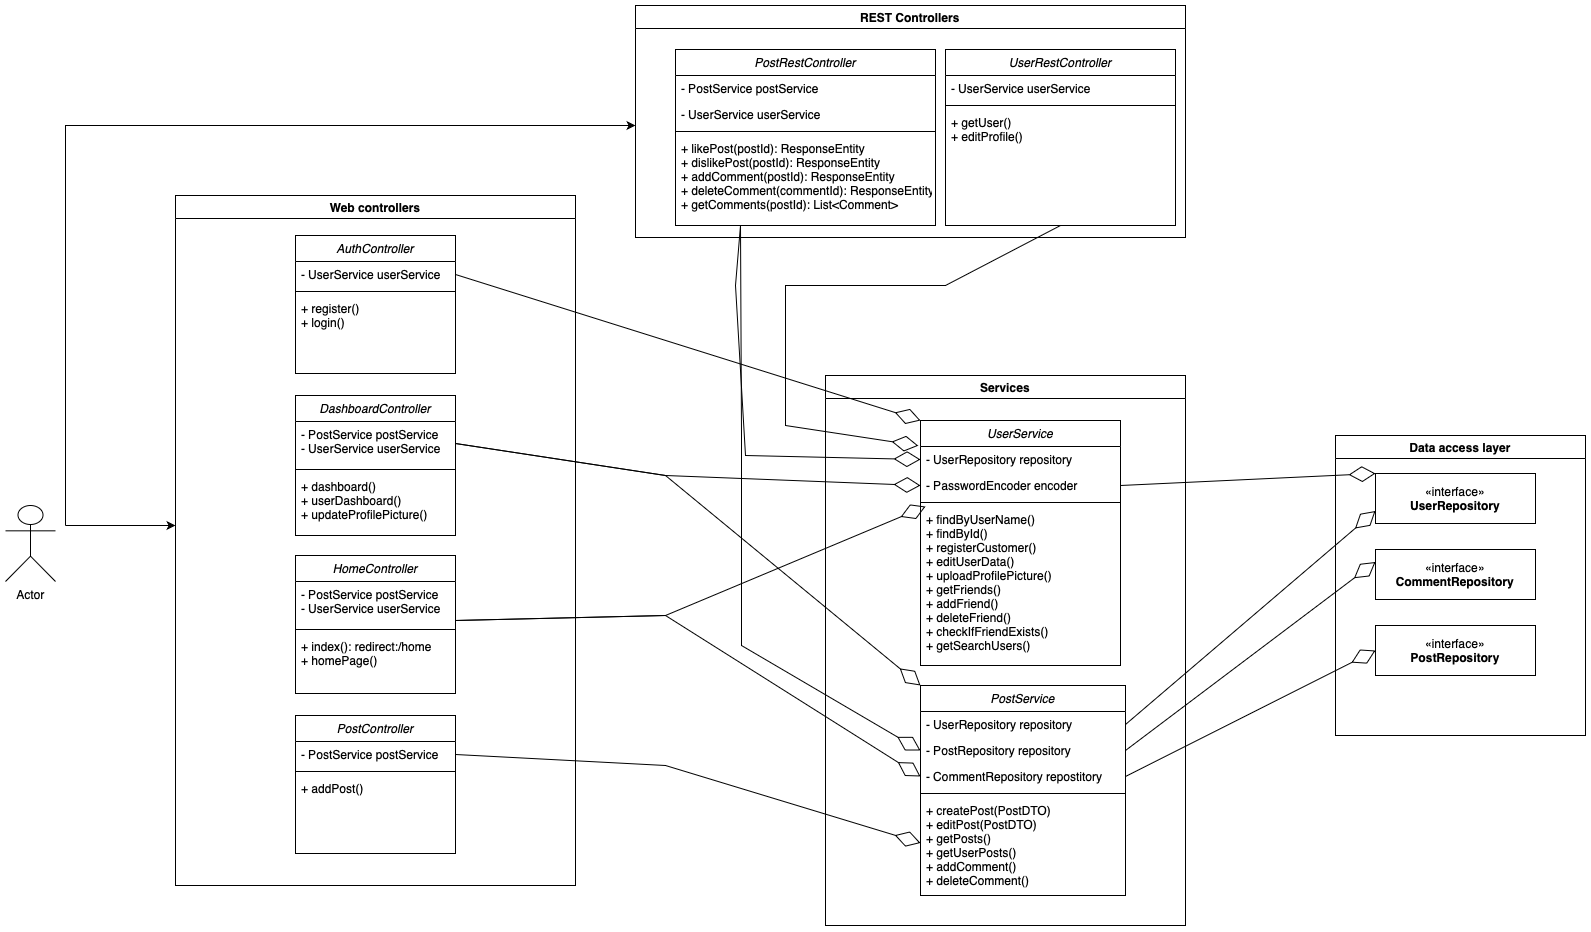 REST Controllers
PostRestController
- PostService postService
- UserService userService
+ likePost(postId): ResponseEntity
+ dislikePost(postId): ResponseEntity
+ addComment(postId): ResponseEntity
+ deleteComment(commentId): ResponseEntity
+ getComments(postId): List<Comment>
UserRestController
- UserService userService
+ getUser()
+ editProfile()
Web controllers
AuthController
- UserService userService
+ register()
+ login()
DashboardController
- PostService postService
- UserService userService
+ dashboard()
+ userDashboard()
+ updateProfilePicture()
HomeController
- PostService postService
- UserService userService
+ index(): redirect:/home
+ homePage()
PostController
- PostService postService
+ addPost()
Actor
Services
UserService
- UserRepository repository
- PasswordEncoder encoder
+ findByUserName()
+ findById()
+ registerCustomer()
+ editUserData()
+ uploadProfilePicture()
+ getFriends()
+ addFriend()
+ deleteFriend()
+ checkIfFriendExists()
+ getSearchUsers()
PostService
- UserRepository repository
- PostRepository repository
- CommentRepository repostitory
+ createPost(PostDTO)
+ editPost(PostDTO)
+ getPosts()
+ getUserPosts()
+ addComment()
+ deleteComment()
Data access layer
«interface»
UserRepository
«interface»
CommentRepository
«interface»
PostRepository